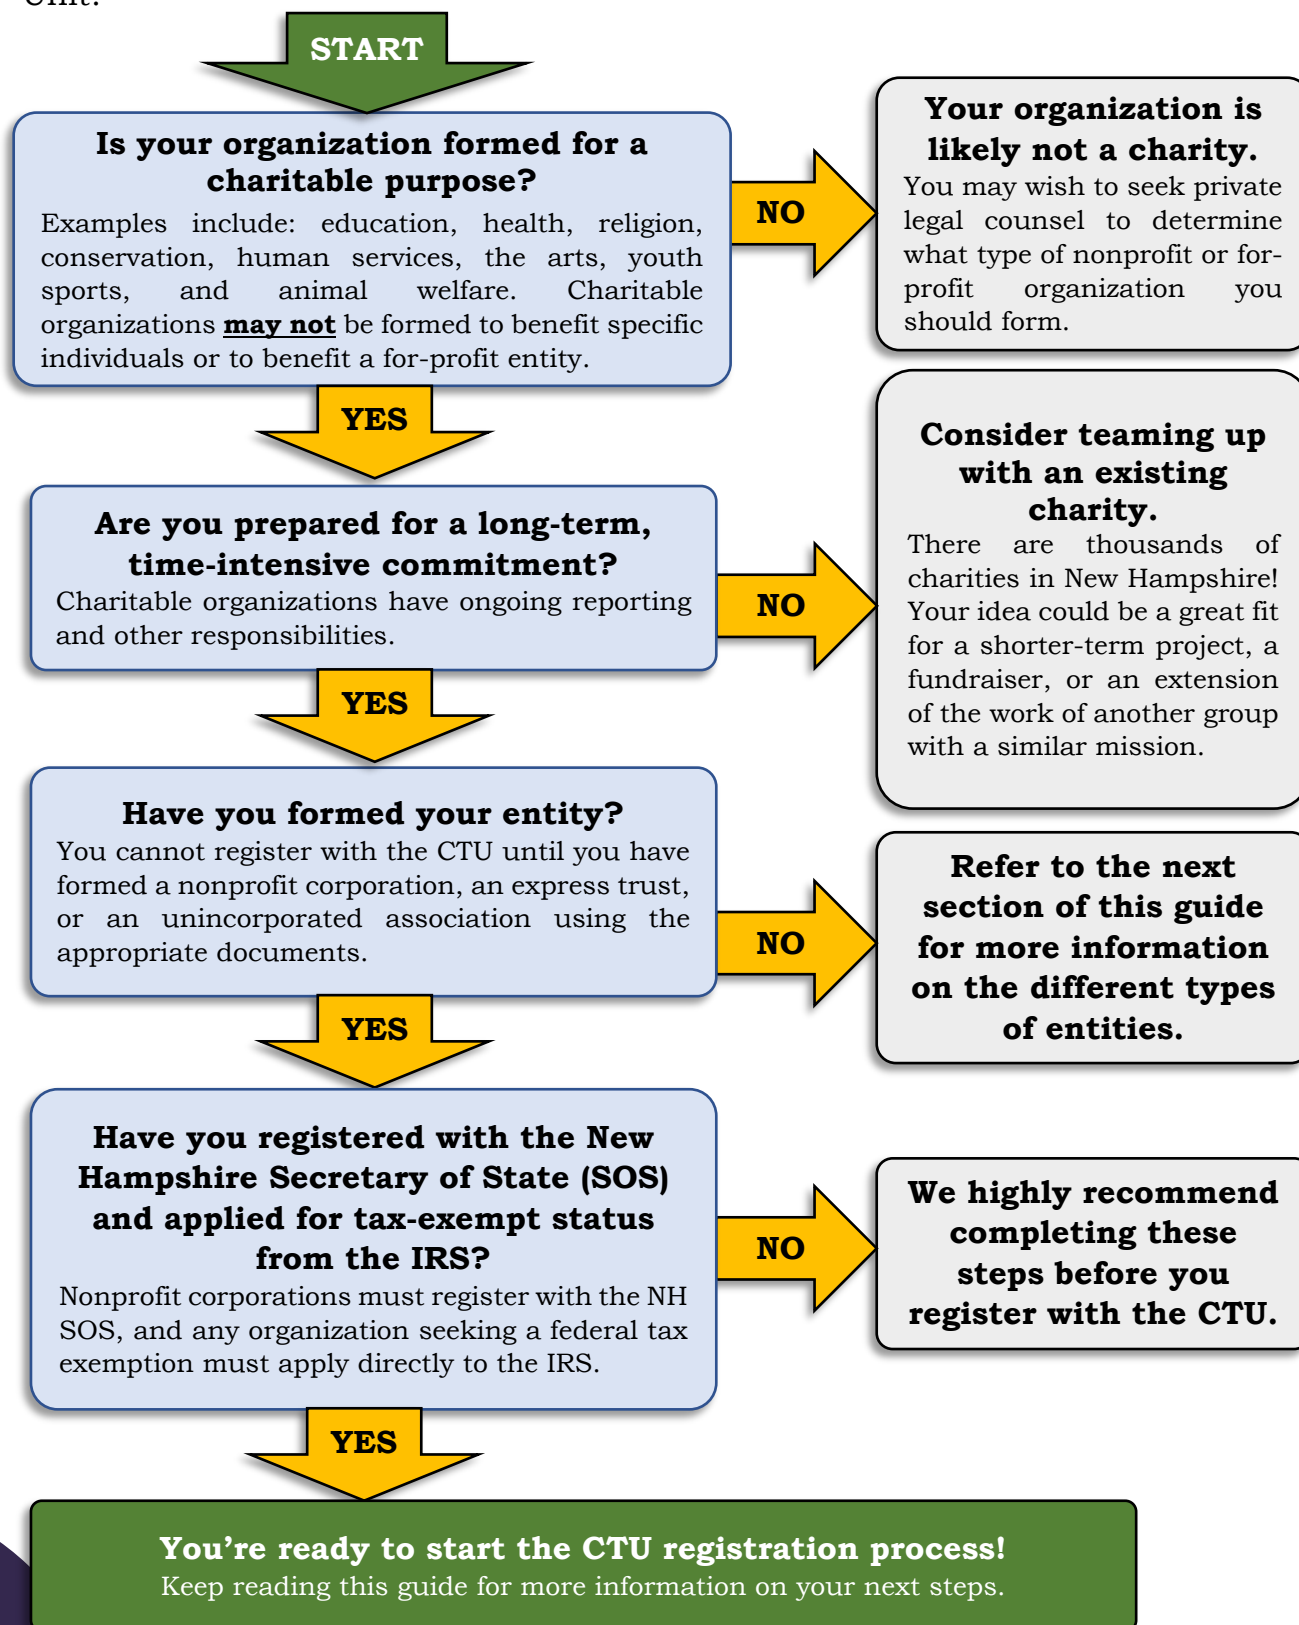 Unit.
START
Is your organization formed for a
charitable purpose?
Examples include: education, health, religion,
conservation, human services, the arts, youth
sports, and animal welfare. Charitable
organizations may not be formed to benefit specific
individuals or to benefit a for-profit entity.
NO
Your organization is
likely not a charity.
You may wish to seek private
legal counsel to determine
what type of nonprofit or for-
profit organization you
should form.
YES
Are you prepared for a long-term,
time-intensive commitment?
Charitable organizations have ongoing reporting
and other responsibilities.
NO
Consider teaming up
with an existing
charity.
There are thousands of
charities in New Hampshire!
Your idea could be a great fit
for a shorter-term project, a
fundraiser, or an extension
of the work of another group
with a similar mission.
YES
Have you formed your entity?
You cannot register with the CTU until you have
formed a nonprofit corporation, an express trust,
or an unincorporated association using the
appropriate documents.
NO
Refer to the next
section of this guide
for more information
on the different types
of entities.
YES
Have you registered with the New
Hampshire Secretary of State (SOS)
and applied for tax-exempt status
from the IRS?
Nonprofit corporations must register with the NH
SOS, and any organization seeking a federal tax
exemption must apply directly to the IRS.
NO
We highly recommend
completing these
steps before you
register with the CTU.
YES
You’re ready to start the CTU registration process!
Keep reading this guide for more information on your next steps.